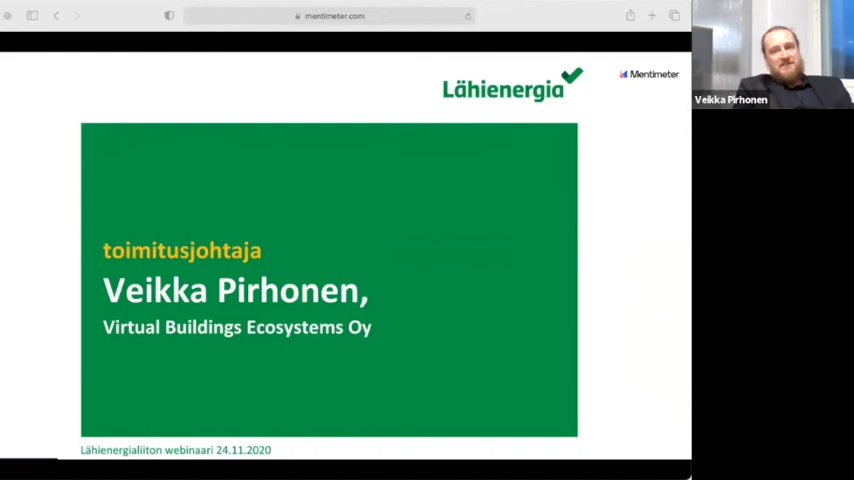 mentimeter.com
Lähienergia
Mentimeter
Veikka Pirhonen
toimitusjohtaja
Veikka Pirhonen,
Virtual Buildings Ecosystems Oy
Lähienergialiiton webinaari 24.11.2020